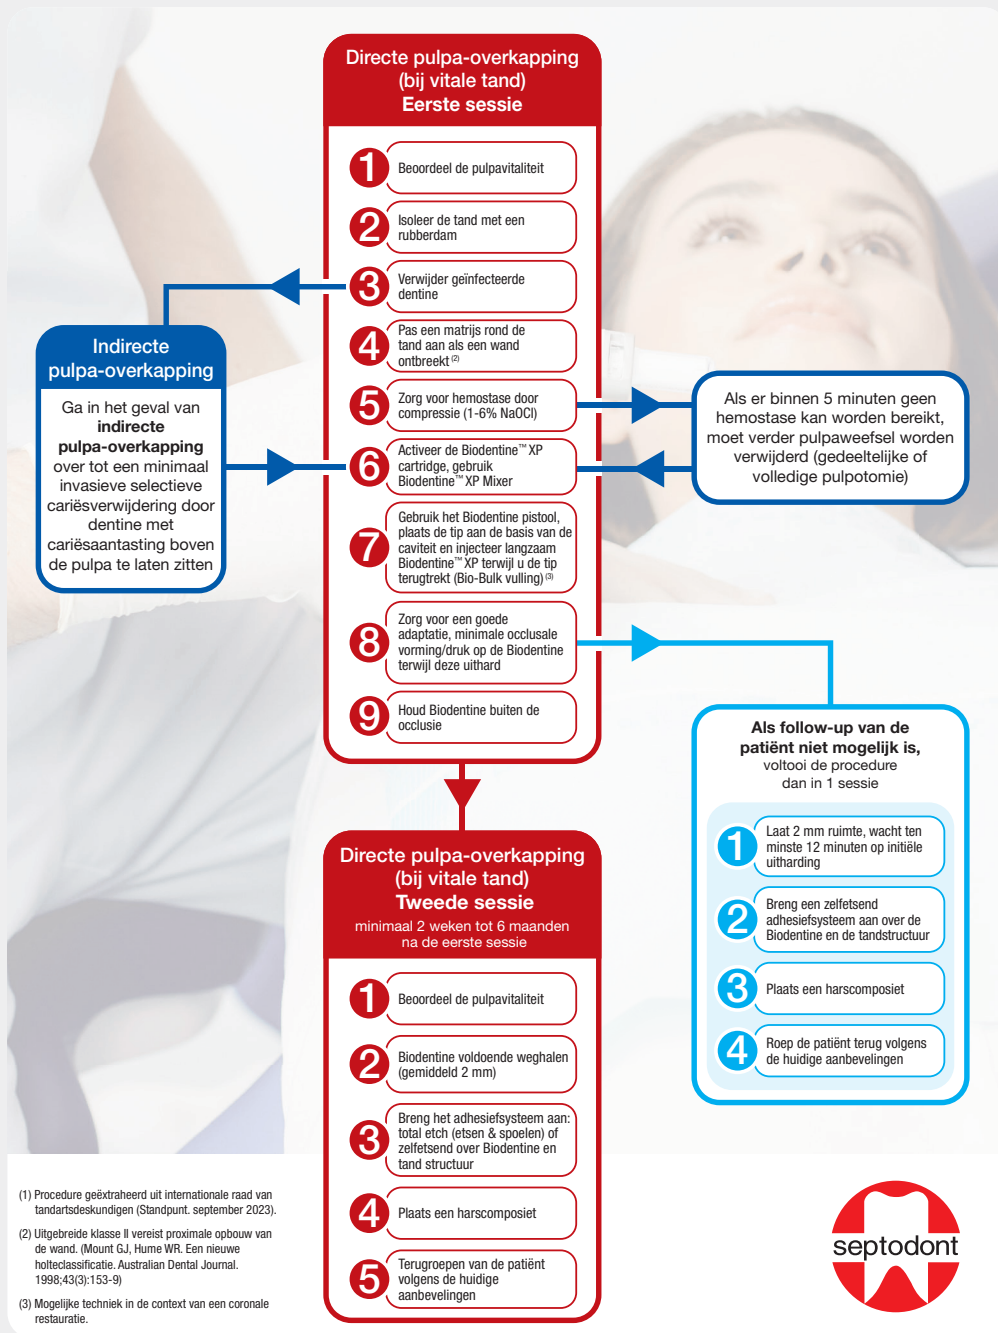 Directe pulpa-overkapping
(bij vitale tand)
Eerste sessie
1
Beoordeel de pulpavitaliteit
2
Isoleer de tand met een
rubberdam
3
Verwijder geïnfecteerde
dentine
4
Pas een matrijs rond de
tand aan als een wand
ontbreekt (2)
5
Zorg voor hemostase door
compressie (1-6% NaOCl)
6
Activeer de Biodentine™ XP
cartridge, gebruik
Biodentine™ XP Mixer
7
Gebruik het Biodentine pistool,
plaats de tip aan de basis van de
caviteit en injecteer langzaam
Biodentine™ XP terwijl u de tip
terugtrekt (Bio-Bulk vulling) (3)
8
Zorg voor een goede
adaptatie, minimale occlusale
vorming/druk op de Biodentine
terwijl deze uithard
9
Houd Biodentine buiten de
occlusie
Indirecte
pulpa-overkapping
Ga in het geval van
indirecte
pulpa-overkapping
over tot een minimaal
invasieve selectieve
cariësverwijdering door
dentine met
cariësaantasting boven
de pulpa te laten zitten
Als er binnen 5 minuten geen
hemostase kan worden bereikt,
moet verder pulpaweefsel worden
verwijderd (gedeeltelijke of
volledige pulpotomie)
Als follow-up van de
patiënt niet mogelijk is,
voltooi de procedure
dan in 1 sessie
1
Laat 2 mm ruimte, wacht ten
minste 12 minuten op initiële
uitharding
2
Breng een zelfetsend
adhesiefsysteem aan over de
Biodentine en de tandstructuur
3
Plaats een harscomposiet
4
Roep de patiënt terug volgens
de huidige aanbevelingen
Directe pulpa-overkapping
(bij vitale tand)
Tweede sessie
minimaal 2 weken tot 6 maanden
na de eerste sessie
1
Beoordeel de pulpavitaliteit
2
Biodentine voldoende weghalen
(gemiddeld 2 mm)
3
Breng het adhesiefsysteem aan:
total etch (etsen & spoelen) of
zelfetsend over Biodentine en
tand structuur
4
Plaats een harscomposiet
5
Terugroepen van de patiënt
volgens de huidige
aanbevelingen
(1) Procedure geëxtraheerd uit internationale raad van
tandartsdeskundigen (Standpunt. september 2023).
(2) Uitgebreide klasse II vereist proximale opbouw van
de wand. (Mount GJ, Hume WR. Een nieuwe
holteclassificatie. Australian Dental Journal.
1998;43(3):153-9)
(3) Mogelijke techniek in de context van een coronale
restauratie.
septodont